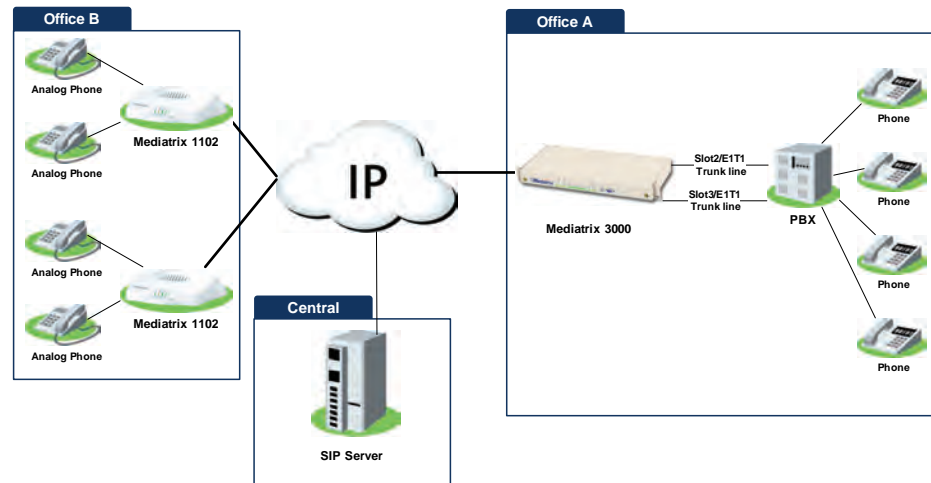 Office B
Analog Phone
Analog Phone
Mediatrix 1102
Analog Phone
Analog Phone
Mediatrix 1102
IP
Central
SIP Server
Office A
Mediatrix 3000
Slot2/E1T1
Trunk line
Slot3/E1T1
Trunk line
PBX
Phone
Phone
Phone
Phone